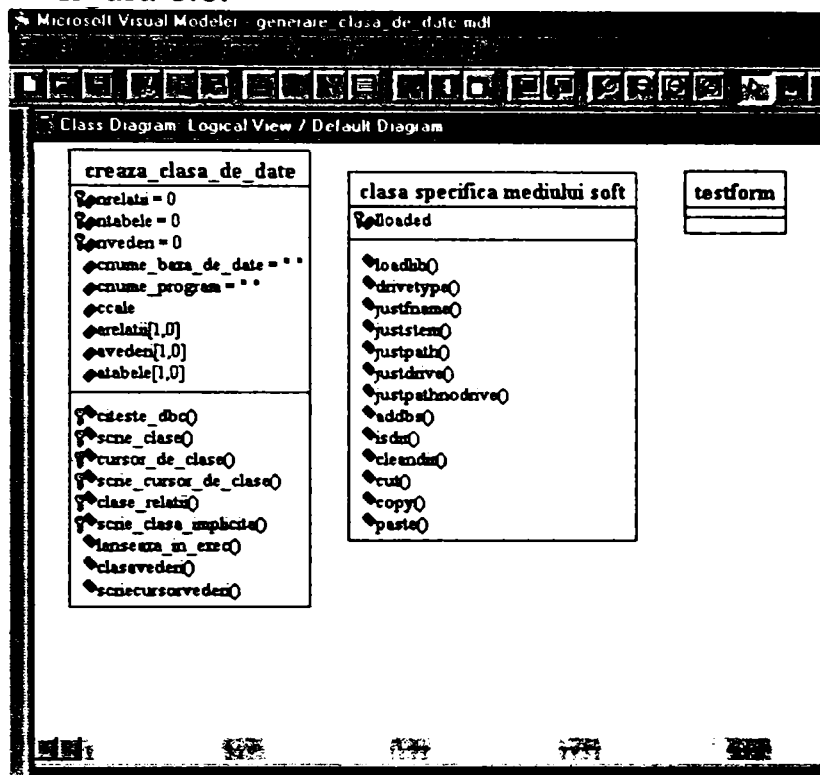 Microsoft Visual Modeler - generare_clasa_de_date mdl
Class Diagram: Logical View / Default Diagram
creaza_clasa_de_date
nrelatii = 0
ntabele = 0
nvederi = 0
cnume_baza_de_date = " "
cnume_program = " "
ccale
arelatii[1,0]
avederi[1,0]
atabele[1,0]
citeste_dbc()
scrie_clase()
cursor_de_clase()
scrie_cursor_de_clase()
clase_relatii()
scrie_clasa_implicita()
lanseaza_in_exec()
clasevederi()
scriecursorvederi()
clasa specifica mediului soft
lloaded
loadlib()
drivetype()
justfname()
juststem()
justpath()
justdrive()
justpathnodrive()
addbs()
isdir()
cleandir()
cut()
copy()
paste()
testform